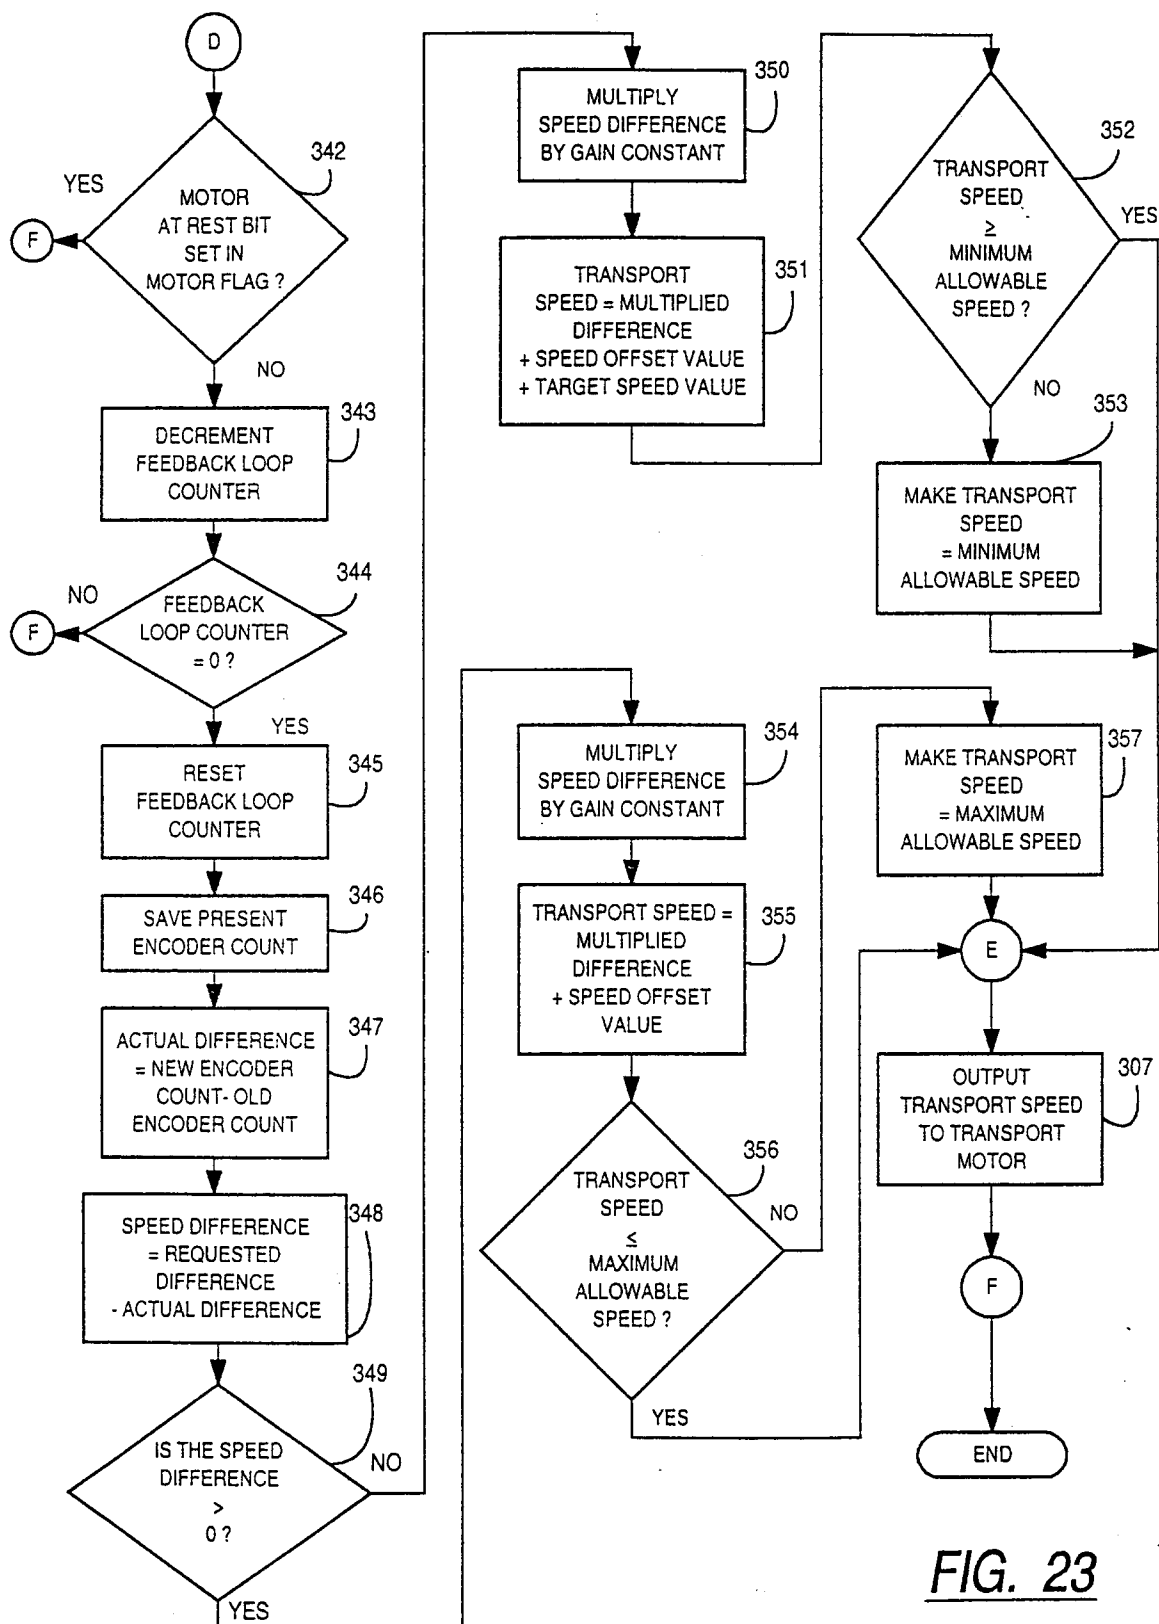 D
342
YES
MOTOR
AT REST BIT
SET IN
MOTOR FLAG ?
F
NO
343
DECREMENT
FEEDBACK LOOP
COUNTER
344
NO
FEEDBACK
LOOP COUNTER
= 0 ?
F
YES
345
RESET
FEEDBACK LOOP
COUNTER
346
SAVE PRESENT
ENCODER COUNT
347
ACTUAL DIFFERENCE
= NEW ENCODER
COUNT- OLD
ENCODER COUNT
348
SPEED DIFFERENCE
= REQUESTED
DIFFERENCE
- ACTUAL DIFFERENCE
349
IS THE SPEED
DIFFERENCE
>
0 ?
NO
YES
350
MULTIPLY
SPEED DIFFERENCE
BY GAIN CONSTANT
351
TRANSPORT
SPEED = MULTIPLIED
DIFFERENCE
+ SPEED OFFSET VALUE
+ TARGET SPEED VALUE
352
TRANSPORT
SPEED
≥
MINIMUM
ALLOWABLE
SPEED ?
YES
NO
353
MAKE TRANSPORT
SPEED
= MINIMUM
ALLOWABLE SPEED
354
MULTIPLY
SPEED DIFFERENCE
BY GAIN CONSTANT
355
TRANSPORT SPEED =
MULTIPLIED
DIFFERENCE
+ SPEED OFFSET
VALUE
356
TRANSPORT
SPEED
≤
MAXIMUM
ALLOWABLE
SPEED ?
NO
YES
357
MAKE TRANSPORT
SPEED
= MAXIMUM
ALLOWABLE SPEED
E
307
OUTPUT
TRANSPORT SPEED
TO TRANSPORT
MOTOR
F
END
FIG. 23